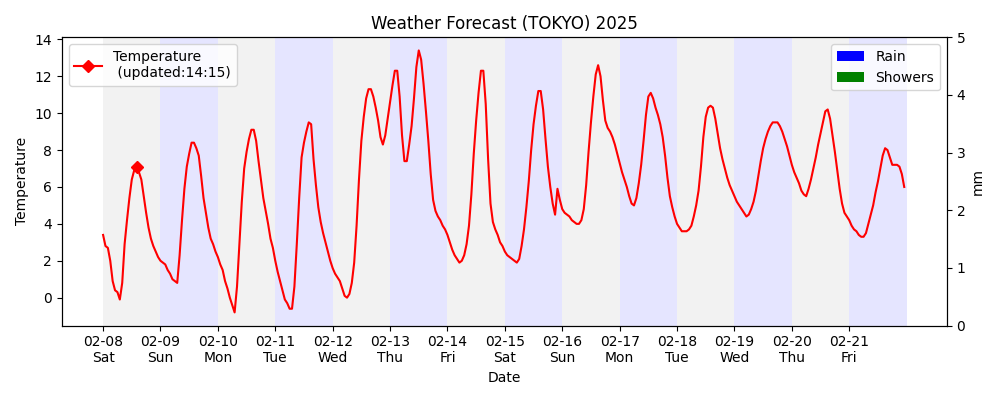 Weather Forecast (TOKYO) 2025
Temperature
(updated:14:15)
Rain
Showers
Temperature
14
12
10
8
6
4
2
0
5
4
3
2
1
0
mm
02-08 02-09 02-10 02-11 02-12 02-13 02-14 02-15 02-16 02-17 02-18 02-19 02-20 02-21
Sat Sun Mon Tue Wed Thu Fri Sat Sun Mon Tue Wed Thu Fri
Date